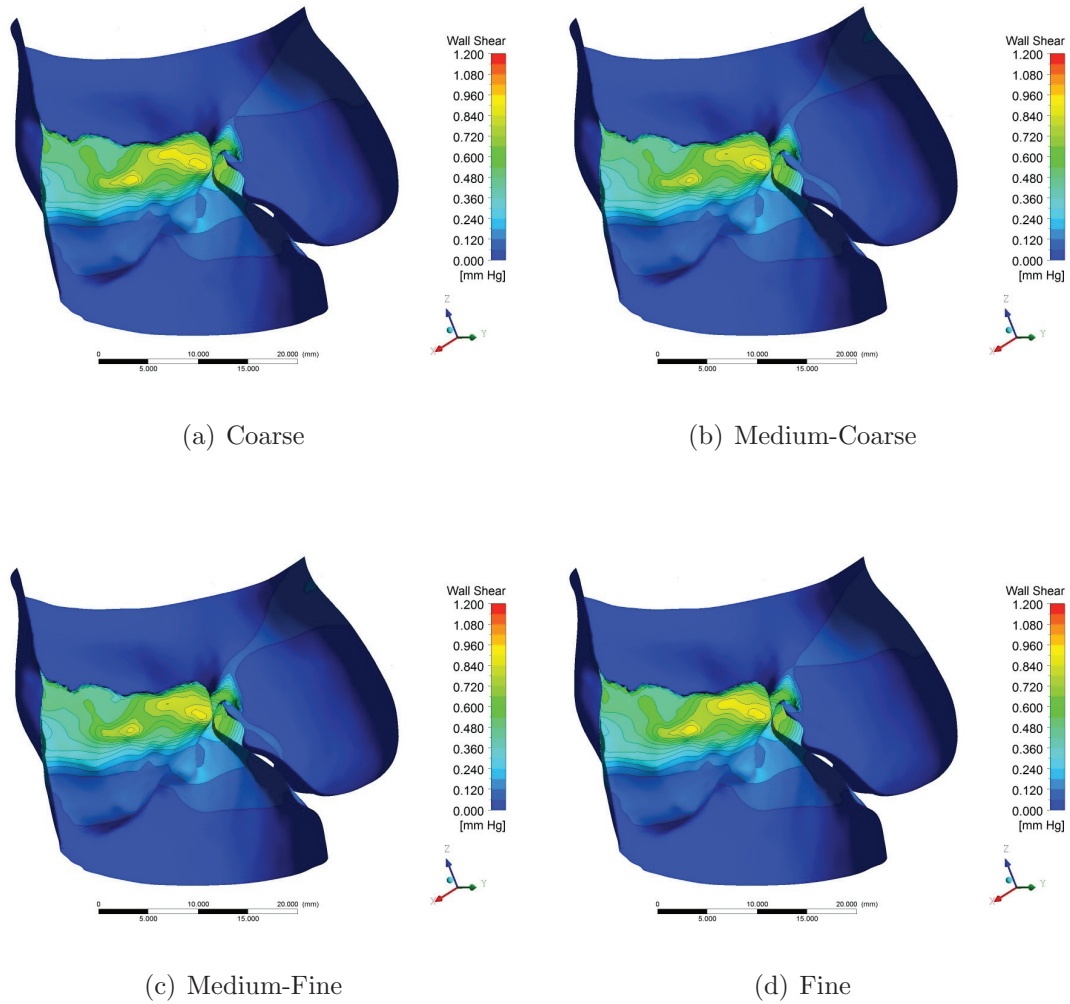 Wall Shear
1.200
1.080
0.960
0.840
0.720
0.600
0.480
0.360
0.240
0.120
0.000
[mm Hg]
Z
X
Y
0 10.000 20.000 (mm)
5.000 15.000
(a) Coarse
Wall Shear
1.200
1.080
0.960
0.840
0.720
0.600
0.480
0.360
0.240
0.120
0.000
[mm Hg]
Z
X
Y
0 10.000 20.000 (mm)
5.000 15.000
(b) Medium-Coarse
Wall Shear
1.200
1.080
0.960
0.840
0.720
0.600
0.480
0.360
0.240
0.120
0.000
[mm Hg]
Z
X
Y
0 10.000 20.000 (mm)
5.000 15.000
(c) Medium-Fine
Wall Shear
1.200
1.080
0.960
0.840
0.720
0.600
0.480
0.360
0.240
0.120
0.000
[mm Hg]
Z
X
Y
0 10.000 20.000 (mm)
5.000 15.000
(d) Fine